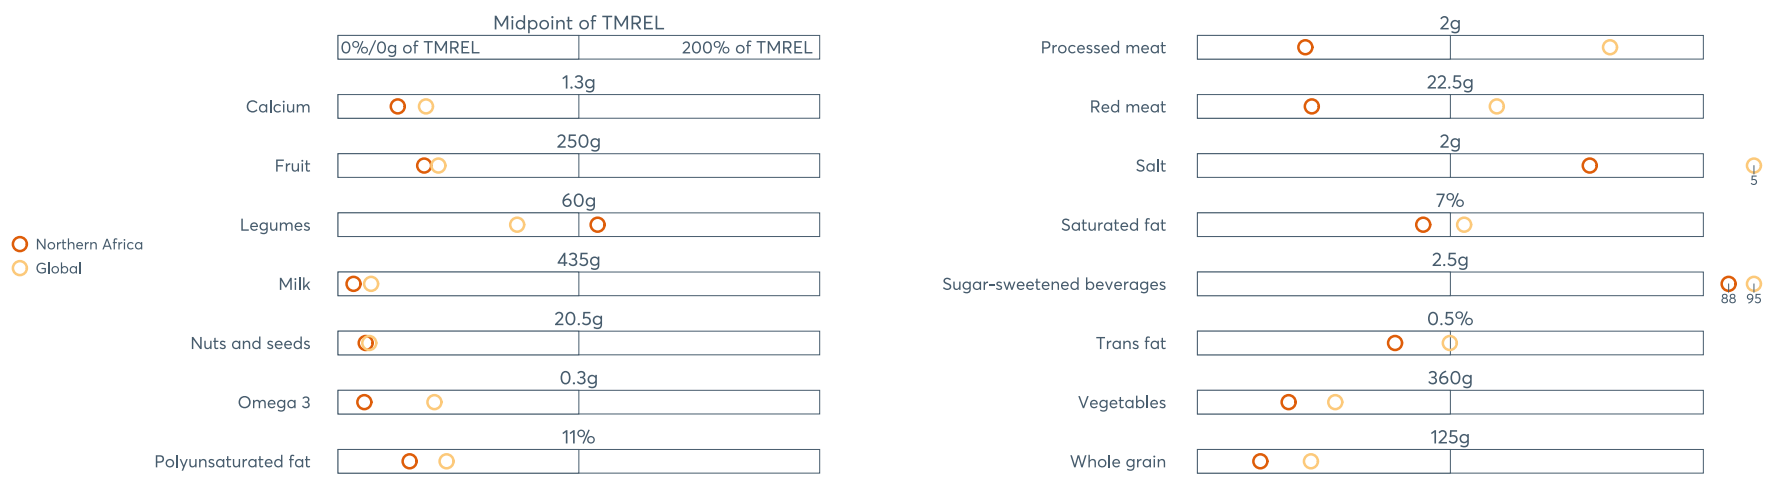 Midpoint of TMREL
0%/0g of TMREL 200% of TMREL
1.3g
Calcium
250g
Fruit
60g
Legumes
435g
Milk
20.5g
Nuts and seeds
0.3g
Omega 3
11%
Polyunsaturated fat
Northern Africa
Global
2g
Processed meat
22.5g
Red meat
2g
Salt
5
7%
Saturated fat
2.5g
Sugar-sweetened beverages
88 95
0.5%
Trans fat
360g
Vegetables
125g
Whole grain